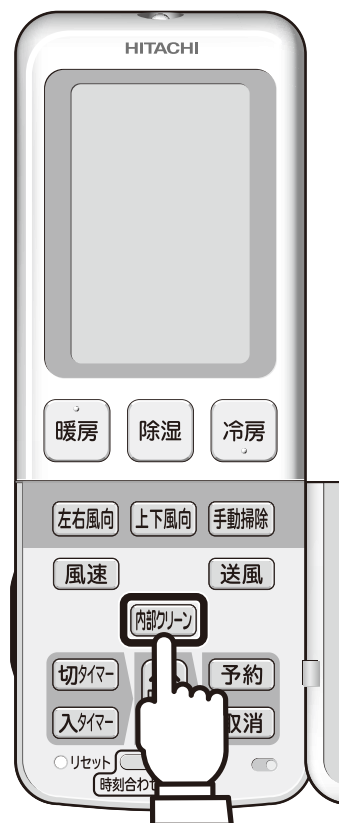 HITACHI
暖房 除湿 冷房
左右風向 上下風向 手動掃除
風速 送風
内部クリーン
切タイマー 予約
入タイマー 取消
リセット
時刻合わせ